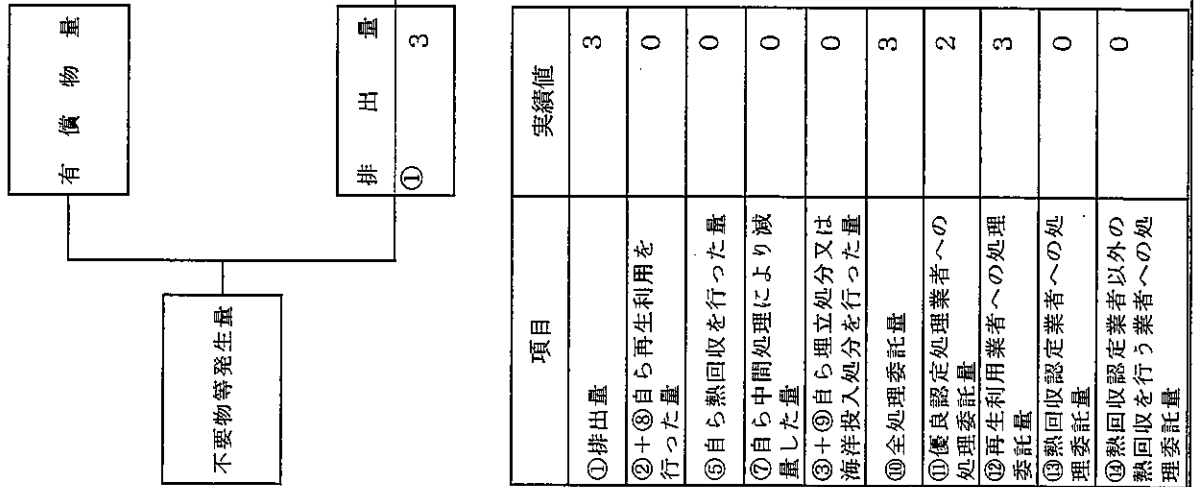 有償物量
不要物等発生量
排出量
① 3
項目 実績値
①排出量 3
②+⑧自ら再生利用を
行った量 0
⑤自ら熱回収を行った量 0
⑦自ら中間処理により減
量した量 0
③+⑨自ら埋立処分又は
海洋投入処分を行った量 0
⑩全処理委託量 3
⑪優良認定処理業者への
処理委託量 2
⑫再生利用業者への処理
委託量 3
⑬熱回収認定業者への処
理委託量 0
⑭熱回収認定業者以外の
熱回収を行う業者への処
理委託量 0